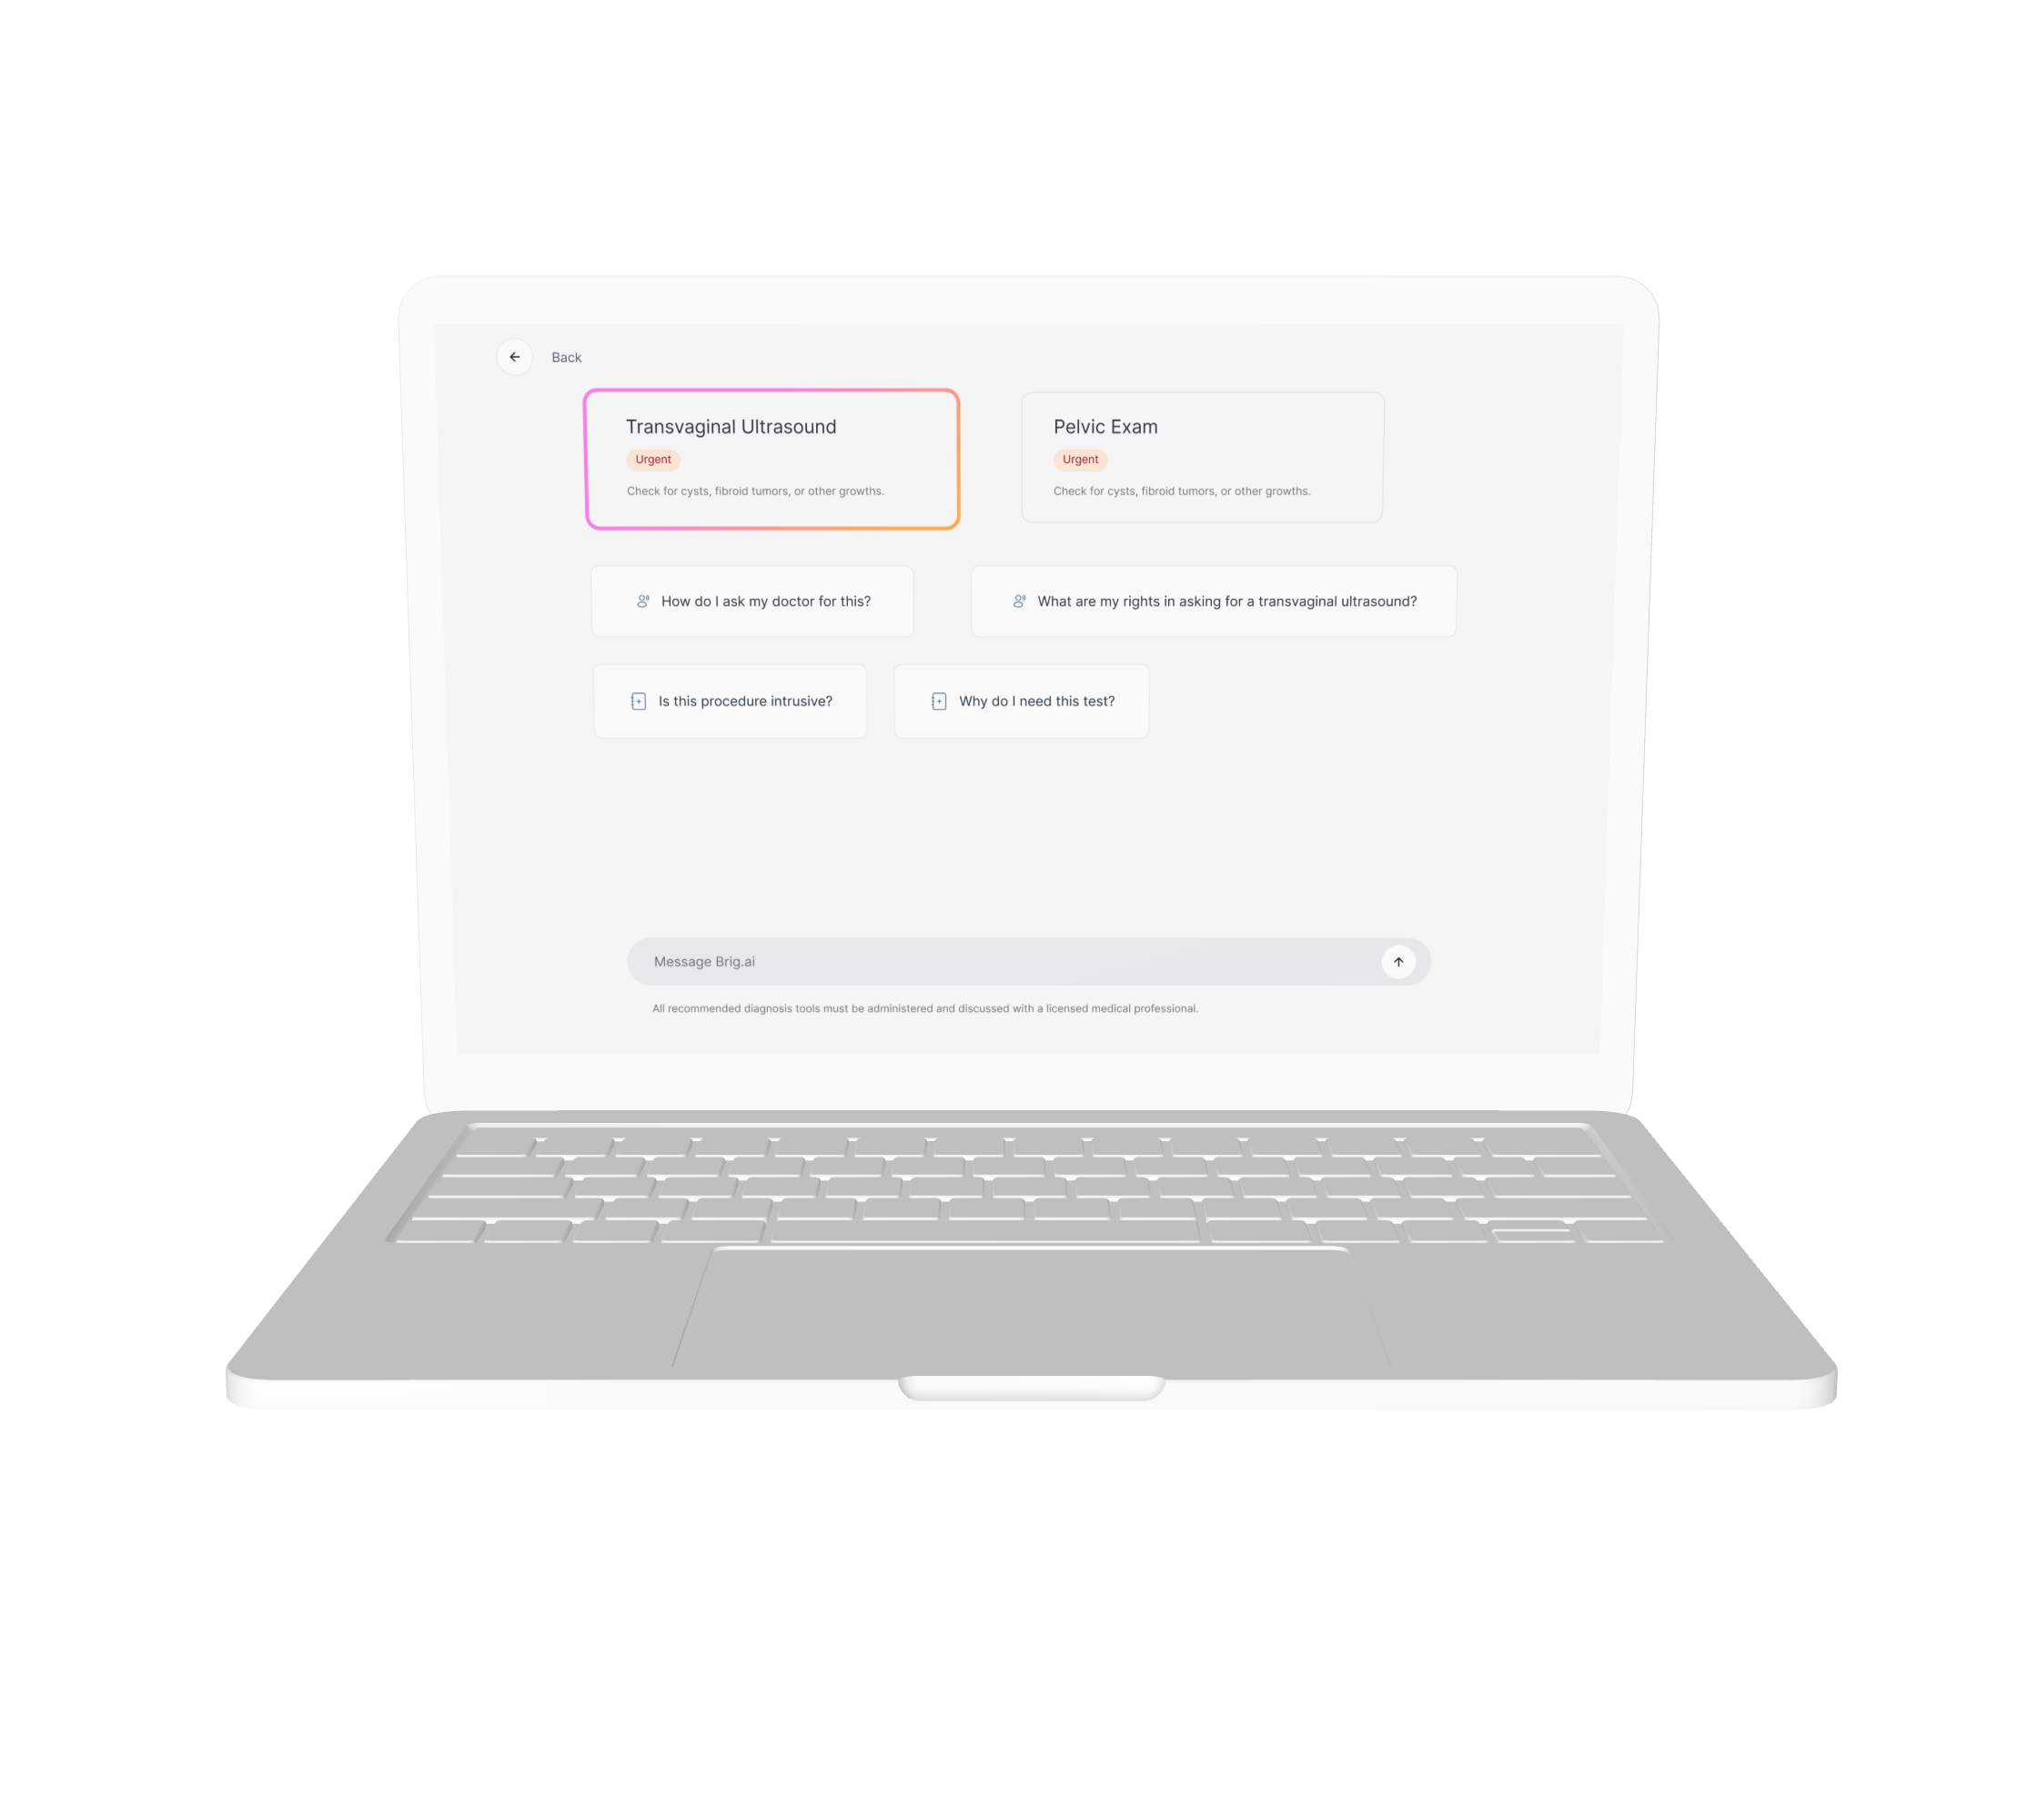 Back
Transvaginal Ultrasound
Urgent
Check for cysts, fibroid tumors, or other growths.
Pelvic Exam
Urgent
Check for cysts, fibroid tumors, or other growths.
How do I ask my doctor for this?
What are my rights in asking for a transvaginal ultrasound?
Is this procedure intrusive?
Why do I need this test?
Message Brig.ai
All recommended diagnosis tools must be administered and discussed with a licensed medical professional.